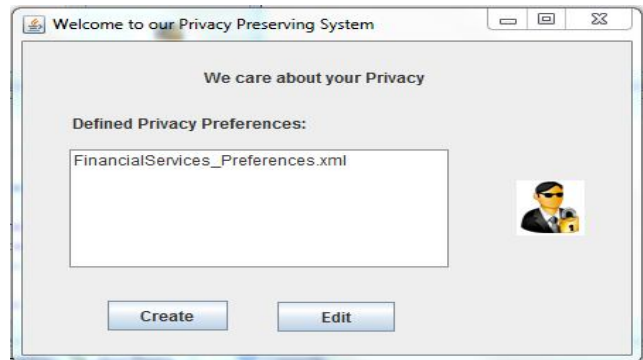 Welcome to our Privacy Preserving System
We care about your Privacy
Defined Privacy Preferences:
FinancialServices_Preferences.xml
Create
Edit